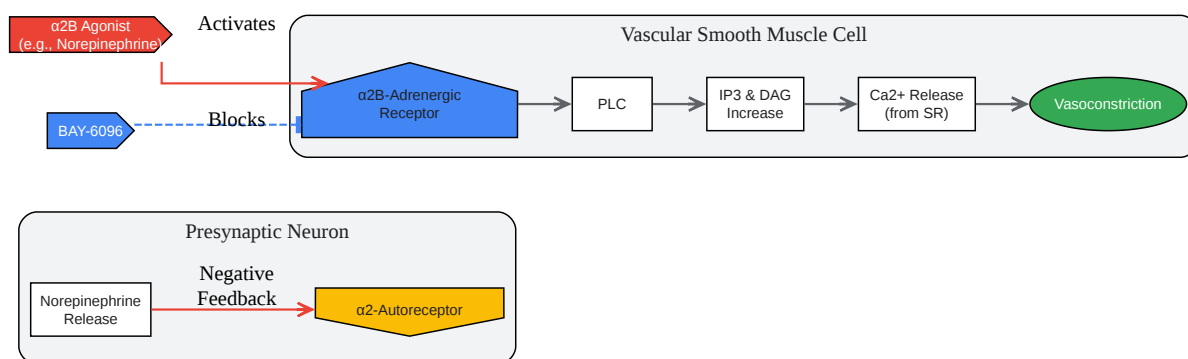 α2B Agonist
(e.g., Norepinephrine)
Activates
Vascular Smooth Muscle Cell
α2B-Adrenergic
Receptor
PLC
IP3 & DAG
Increase
Ca2+ Release
(from SR)
Vasoconstriction
BAY-6096
Blocks
Presynaptic Neuron
Norepinephrine
Release
Negative
Feedback
α2-Autoreceptor